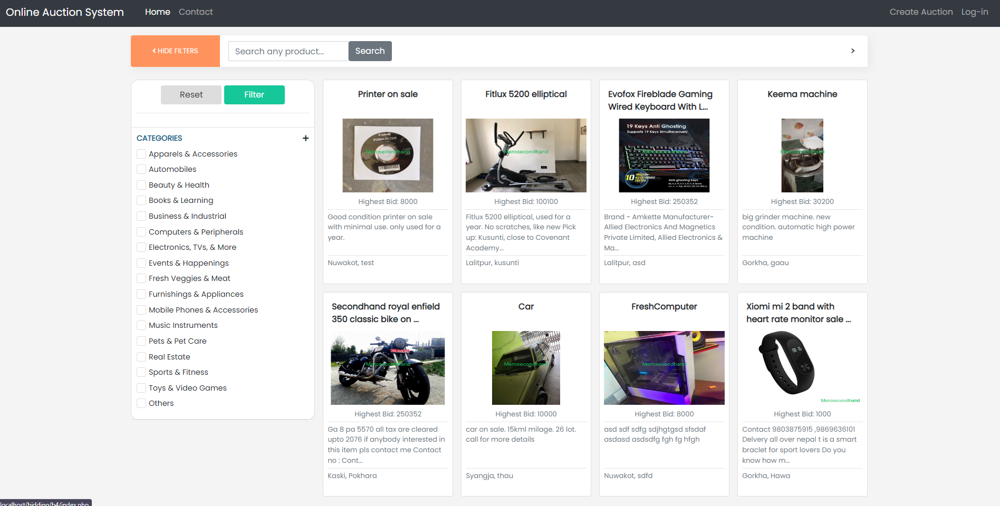 Online Auction System
Home
Contact
Create Auction
Log-in
HIDE FILTERS
Search any product...
Search
>
Reset
Filter
CATEGORIES
+
Apparels & Accessories
Automobiles
Beauty & Health
Books & Learning
Business & Industrial
Computers & Peripherals
Electronics, TVs, & More
Events & Happenings
Fresh Veggies & Meat
Furnishings & Appliances
Mobile Phones & Accessories
Music Instruments
Pets & Pet Care
Real Estate
Sports & Fitness
Toys & Video Games
Others
Printer on sale
Canon
PIXMA MG2500
Merosecondhand
Highest Bid: 8000
Good condition printer on sale
with minimal use. only used for a
year.
Nuwakot, test
Fitlux 5200 elliptical
Merosecondhand
Highest Bid: 100100
Fitlux 5200 elliptical, used for a
year. No scratches, like new Pick
up: Kusunti, close to Covenant
Academy...
Lalitpur, kusunti
Evofox Fireblade Gaming
Wired Keyboard With L...
19 Keys Anti Ghosting
Supports 19 Keys Simultaneously
Merosecondhand
10 MILLION+
KEYSTROKES
TESTED
Anti-ghosting keys
Highest Bid: 250352
Brand - Amkette Manufacturer-
Allied Electronics And Magnetics
Private Limited, Allied Electronics &
Ma...
Lalitpur, asd
Keema machine
Merosecondhand
Highest Bid: 30200
big grinder machine. new
condition. automatic high power
machine
Gorkha, gaau
Secondhand royal enfield
350 classic bike on ...
Merosecondhand
Highest Bid: 250352
Ga 8 pa 5570 all tax are cleared
upto 2076 if anybody interested in
this item pls contact me Contact
no : Cont...
Kaski, Pokhara
Car
Merosecondhand
Highest Bid: 10000
car on sale. 15kml milage. 26 lot.
call for more details
Syangja, thau
FreshComputer
Merosecondhand
Highest Bid: 8000
asd sdf sdfg sdjhgtgsd sfsdaf
asdasd asdsdfg fgh fg hfgh
Nuwakot, sdfd
Xiomi mi 2 band with
heart rate monitor sale ...
08:16
Merosecondhand
Highest Bid: 1000
Contact 9803875915 ,9869636101
Delvery all over nepal t is a smart
braclet for sport lovers Do you
know how m...
Gorkha, Hawa
localhost/bidding/b4/index.php